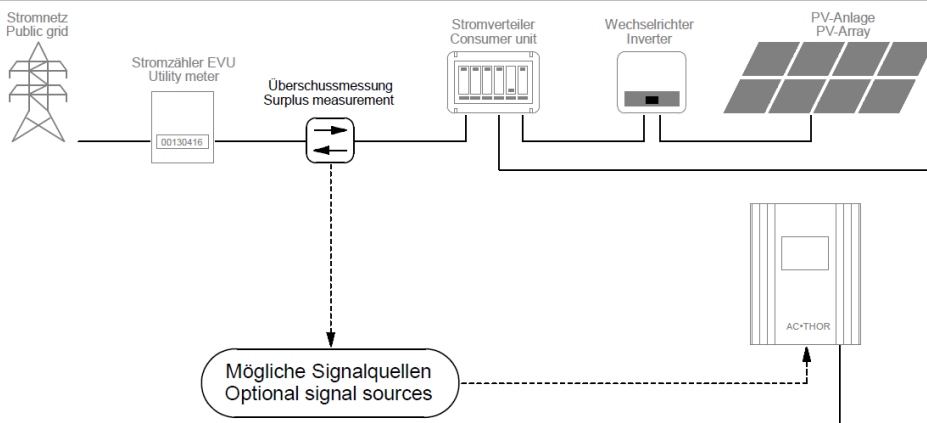 Stromnetz
Public grid
Stromzähler EVU
Utility meter
00130416
Überschussmessung
Surplus measurement
Stromverteiler
Consumer unit
Wechselrichter
Inverter
PV-Anlage
PV-Array
AC•THOR
Mögliche Signalquellen
Optional signal sources